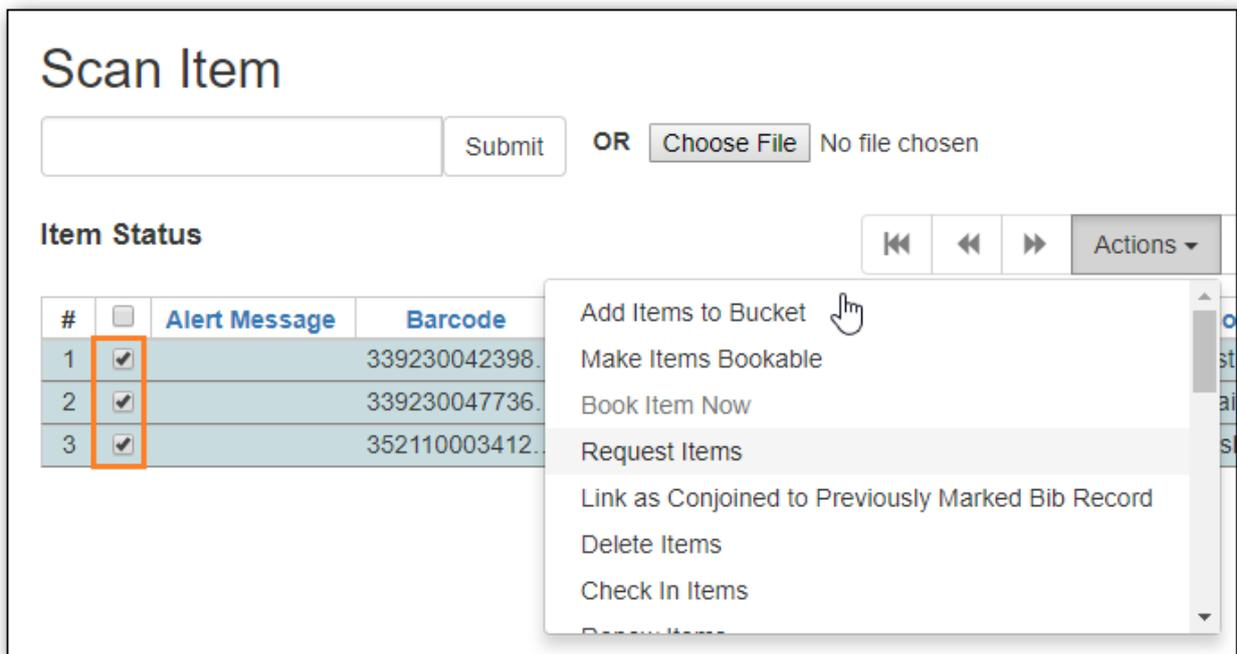 Scan Item
Submit OR Choose File No file chosen
Item Status
Actions
# Alert Message Barcode
1 339230042398...
2 339230047736...
3 352110003412...
Add Items to Bucket
Make Items Bookable
Book Item Now
Request Items
Link as Conjoined to Previously Marked Bib Record
Delete Items
Check In Items
Renew Items